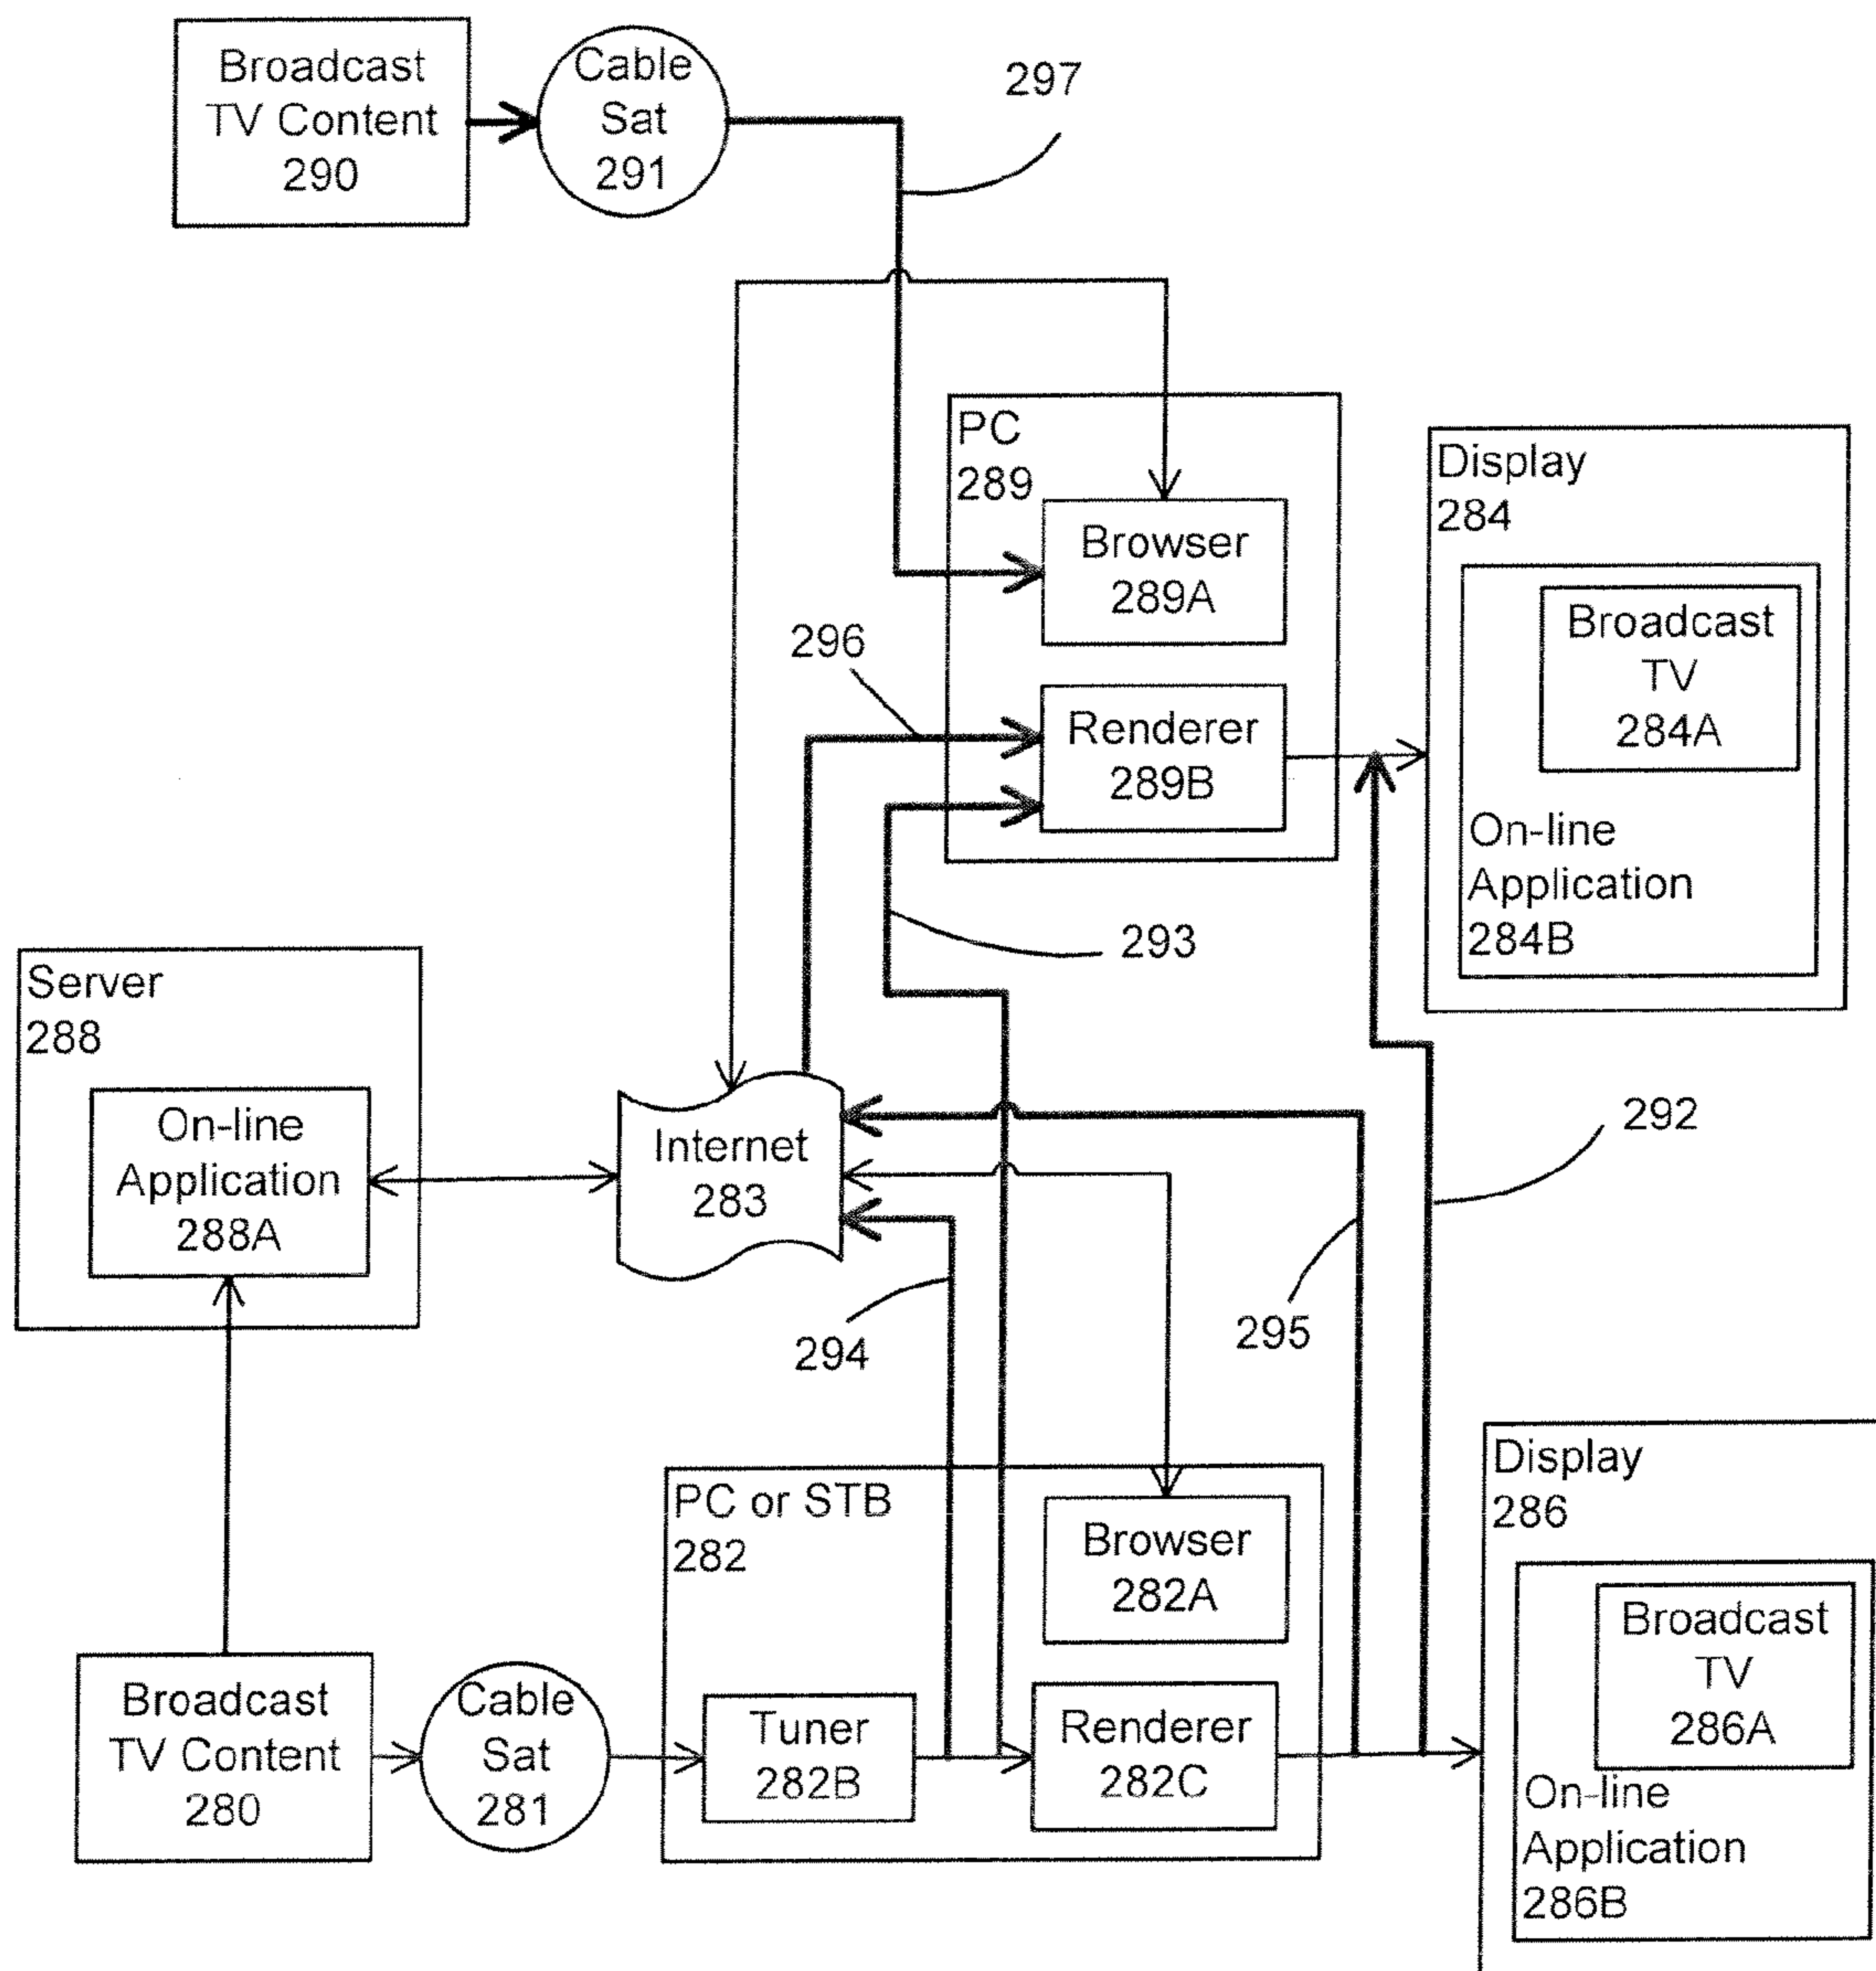 Broadcast
TV Content
290
Cable
Sat
291
297
PC
289
Browser
289A
Display
284
Broadcast
TV
284A
296
Renderer
289B
On-line
Application
284B
293
Server
288
On-line
Application
288A
Internet
283
292
294
295
PC or STB
282
Browser
282A
Display
286
Broadcast
TV
286A
Broadcast
TV Content
280
Cable
Sat
281
Tuner
282B
Renderer
282C
On-line
Application
286B